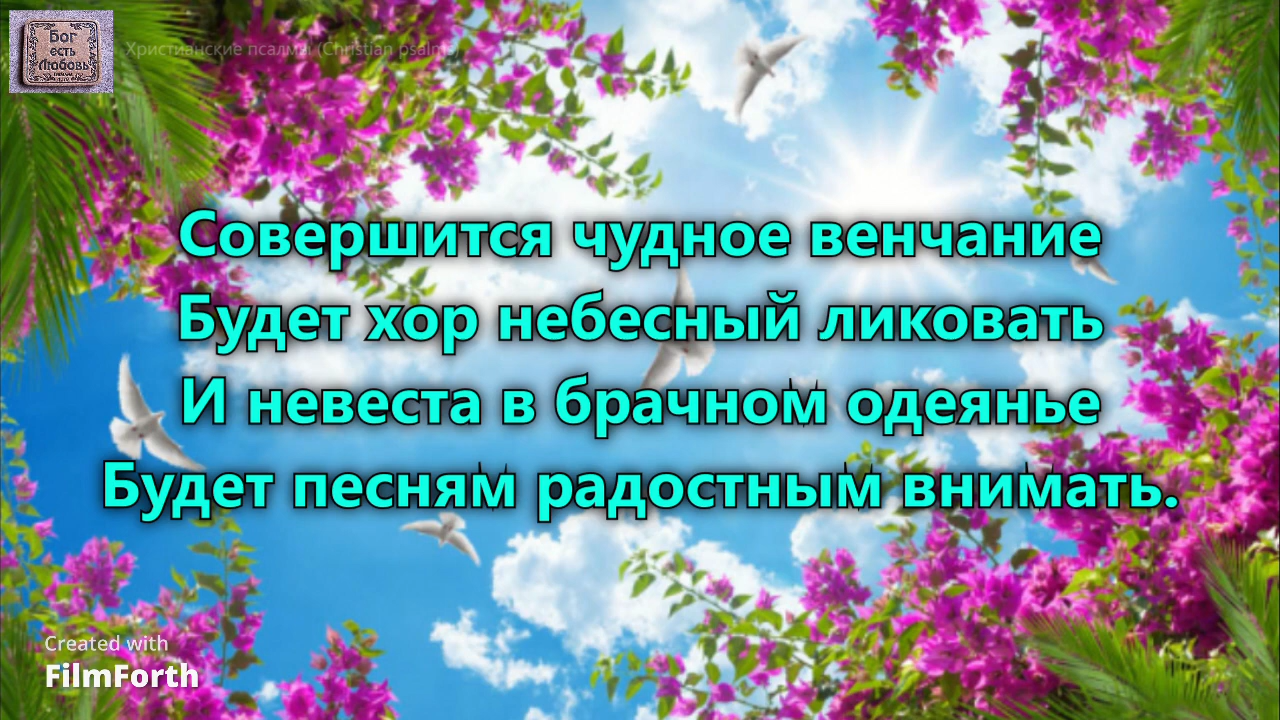 Бог
есть
Любовь
Христианские псалмы (Christian psalms)
Совершится чудное венчание
Будет хор небесный ликовать
И невеста в брачном одеянье
Будет песням радостным внимать.
Created with
FilmForth